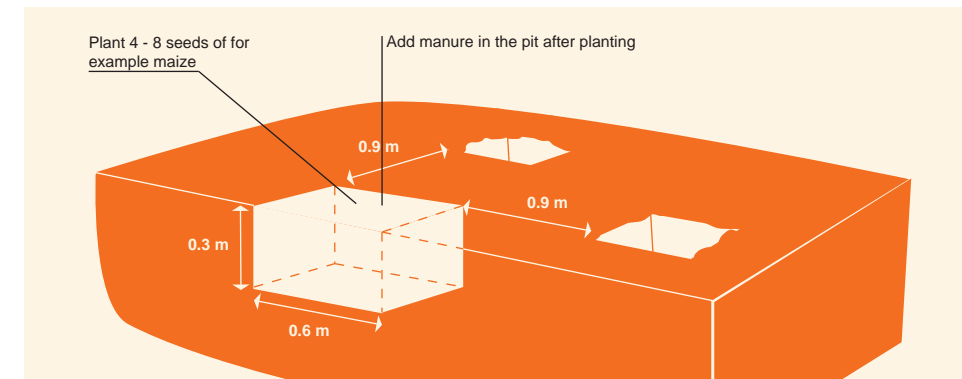 Plant 4 - 8 seeds of for
example maize
Add manure in the pit after planting
0.9 m
0.9 m
0.3 m
0.6 m